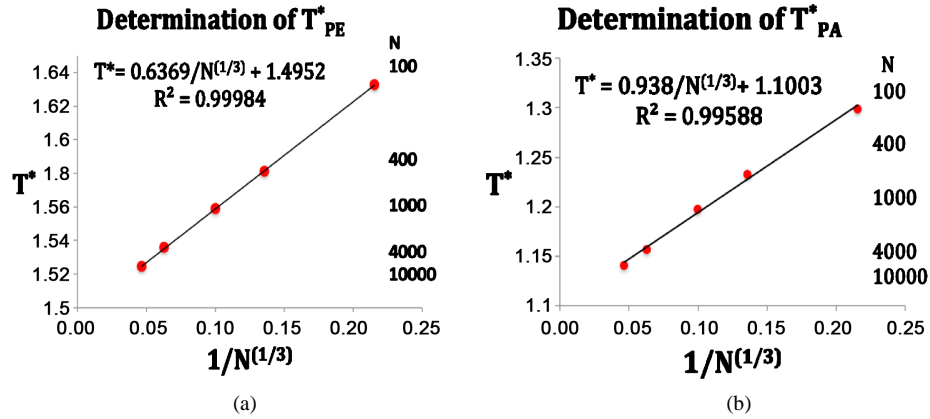 Determination of T*PE
T*= 0.6369/N(1/3) + 1.4952
R2 = 0.99984
N
100
400
1000
4000
10000
1.64
1.62
1.6
1.58
1.56
1.54
1.52
1.5
T*
0.00 0.05 0.10 0.15 0.20 0.25
1/N(1/3)
(a)
Determination of T*PA
T* = 0.938/N(1/3)+ 1.1003
R2 = 0.99588
N
100
400
1000
4000
10000
1.35
1.3
1.25
1.2
1.15
1.1
T*
0.00 0.05 0.10 0.15 0.20 0.25
1/N(1/3)
(b)